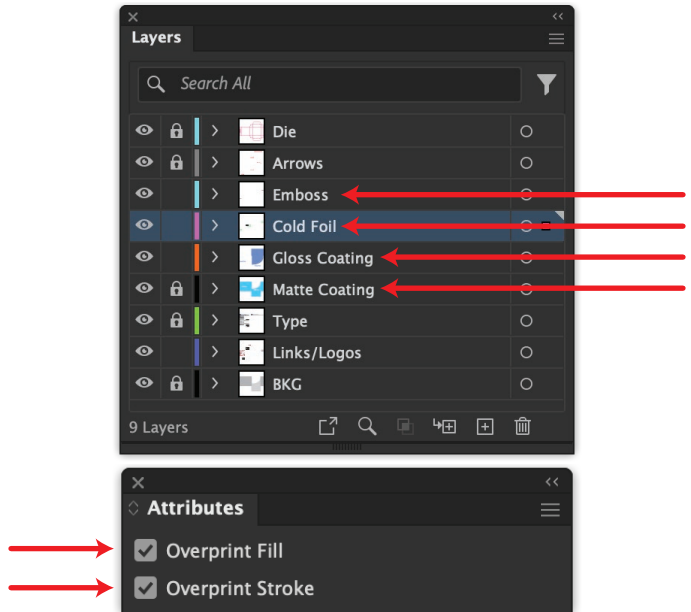 Layers
Search All
Die
Arrows
Emboss
Cold Foil
Gloss Coating
Matte Coating
Type
Links/Logos
BKG
9 Layers
Attributes
Overprint Fill
Overprint Stroke